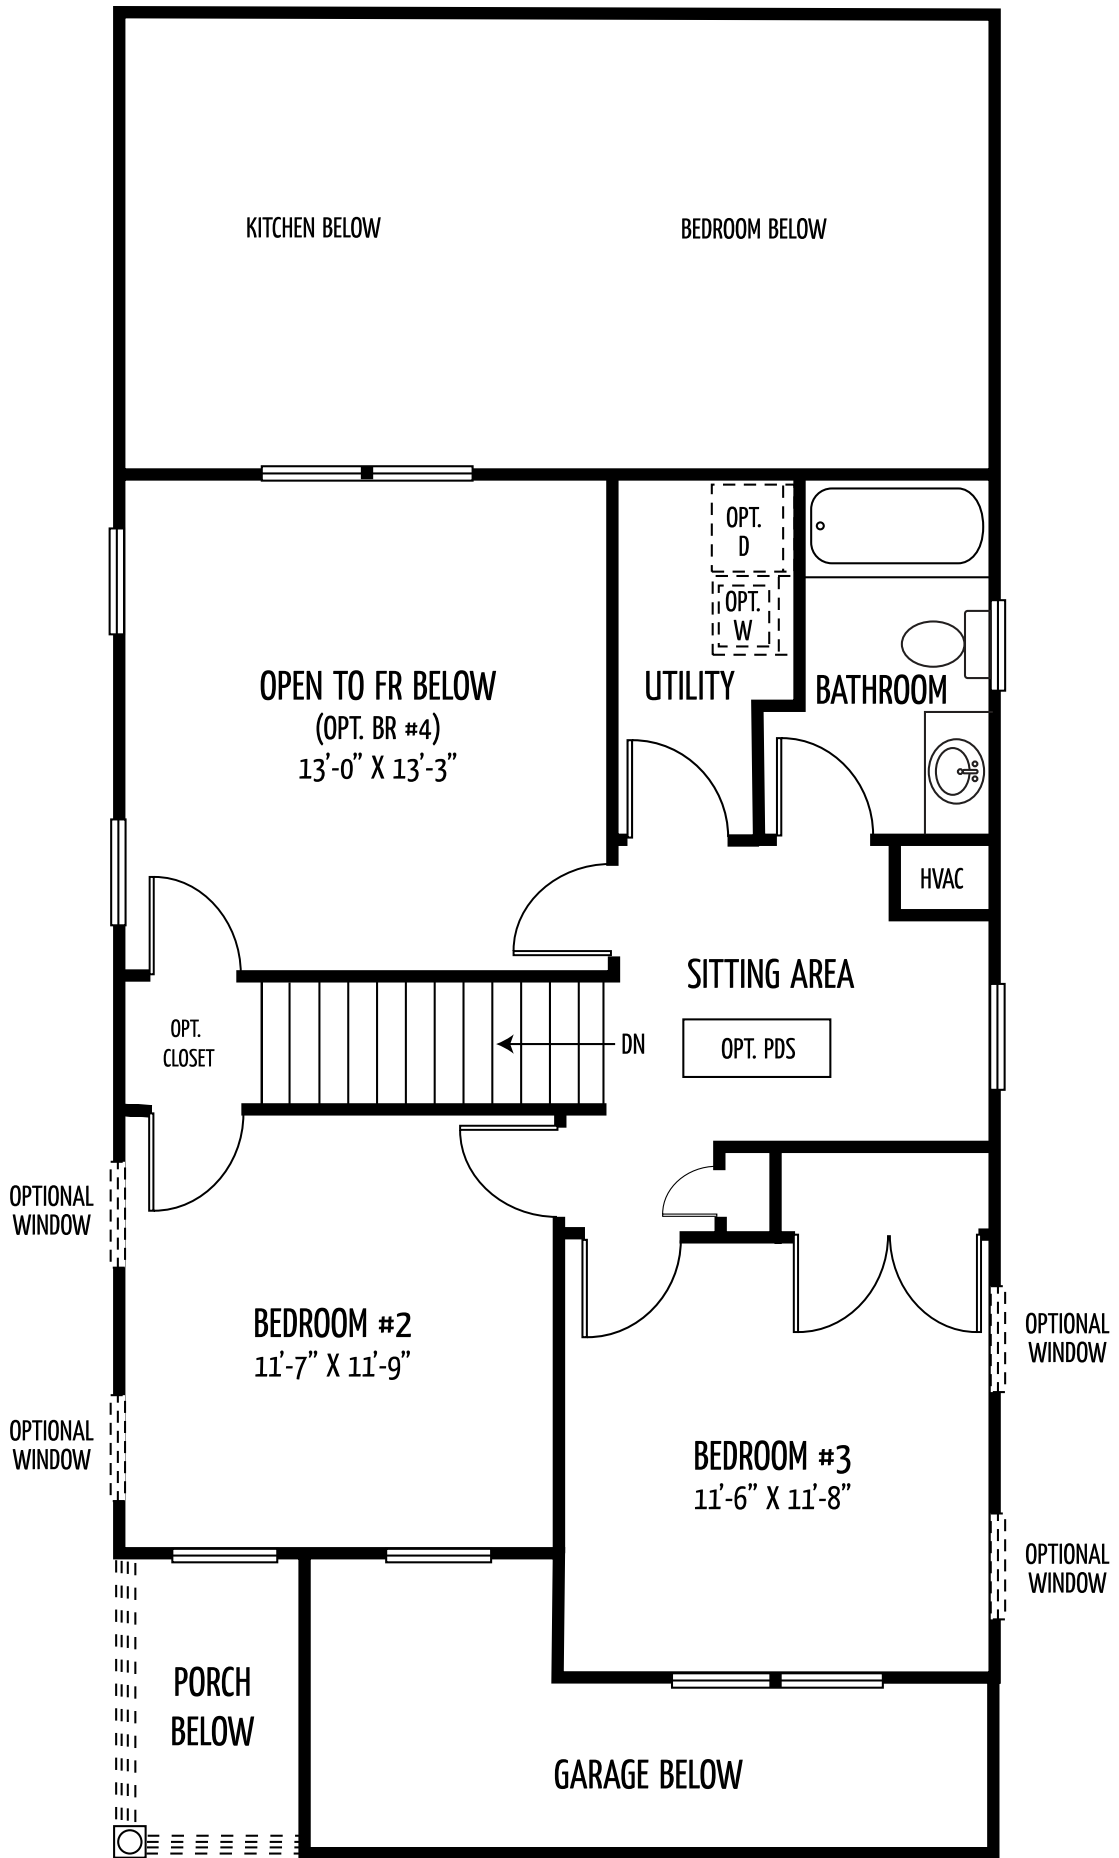 KITCHEN BELOW
BEDROOM BELOW
OPT.
D
OPT.
W
OPEN TO FR BELOW
(OPT. BR #4)
13'-0” X 13'-3”
UTILITY
BATHROOM
HVAC
SITTING AREA
OPT.
CLOSET
DN
OPT. PDS
OPTIONAL
WINDOW
BEDROOM #2
11'-7” X 11'-9”
OPTIONAL
WINDOW
OPTIONAL
WINDOW
BEDROOM #3
11'-6” X 11'-8”
OPTIONAL
WINDOW
PORCH
BELOW
GARAGE BELOW